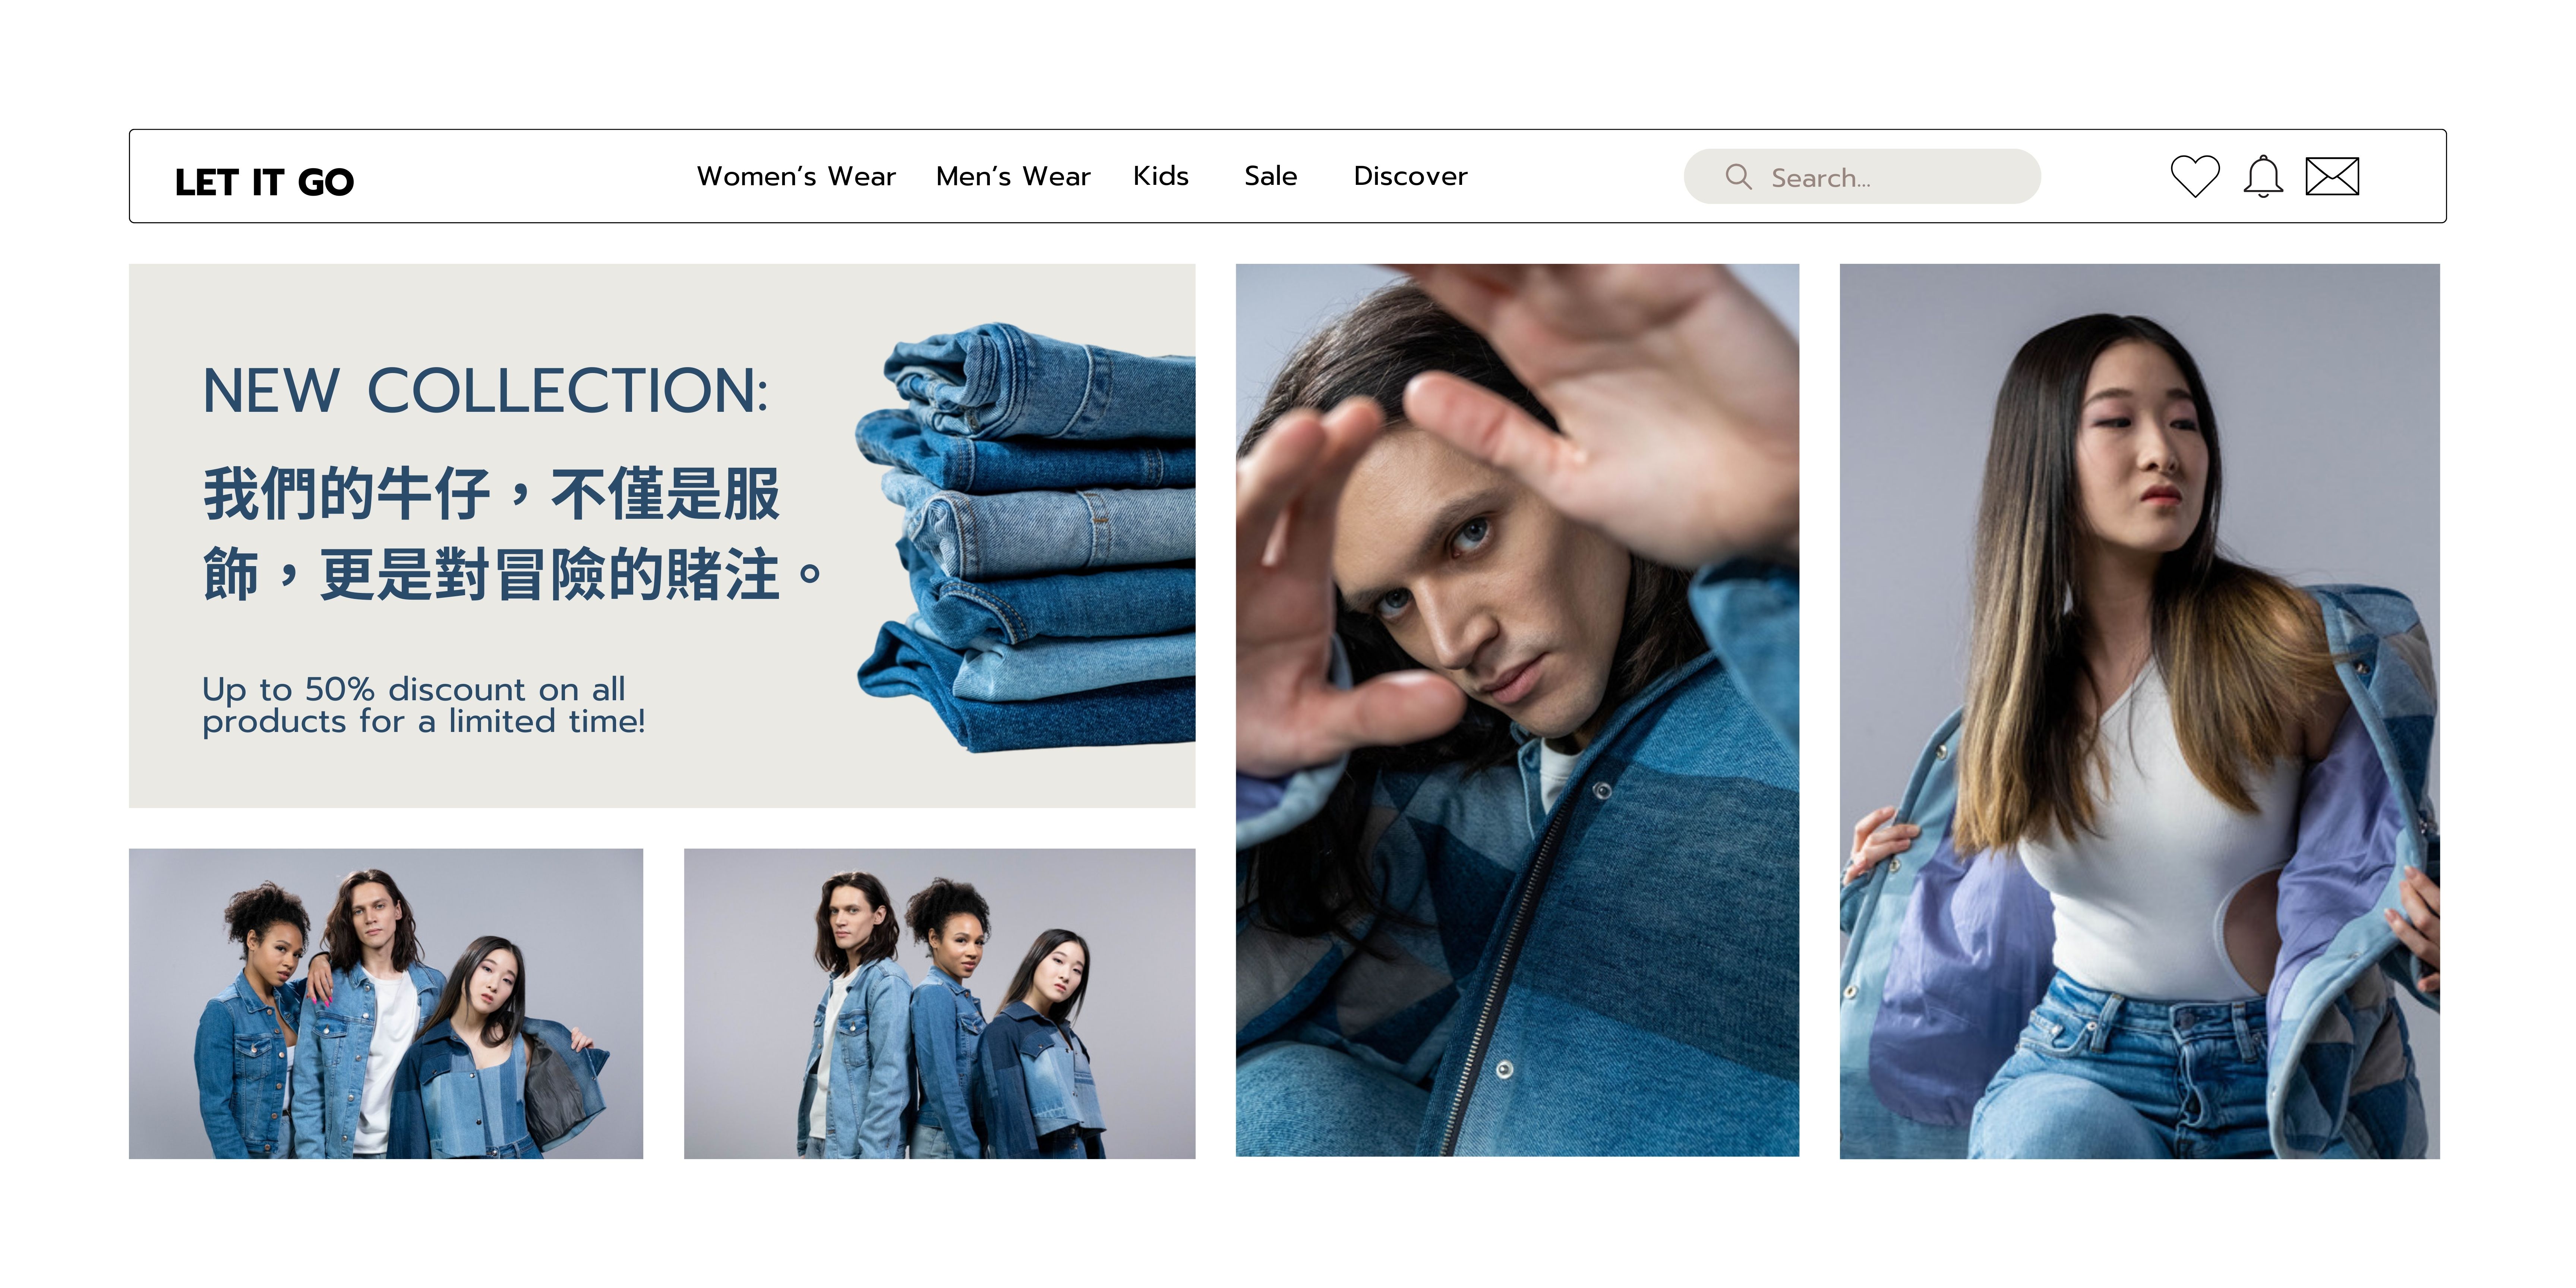 LET IT GO
Women’s Wear
Men’s Wear
Kids
Sale
Discover
Search...
NEW COLLECTION:
我們的牛仔，不僅是服
飾，更是對冒險的賭注。
Up to 50% discount on all
products for a limited time!